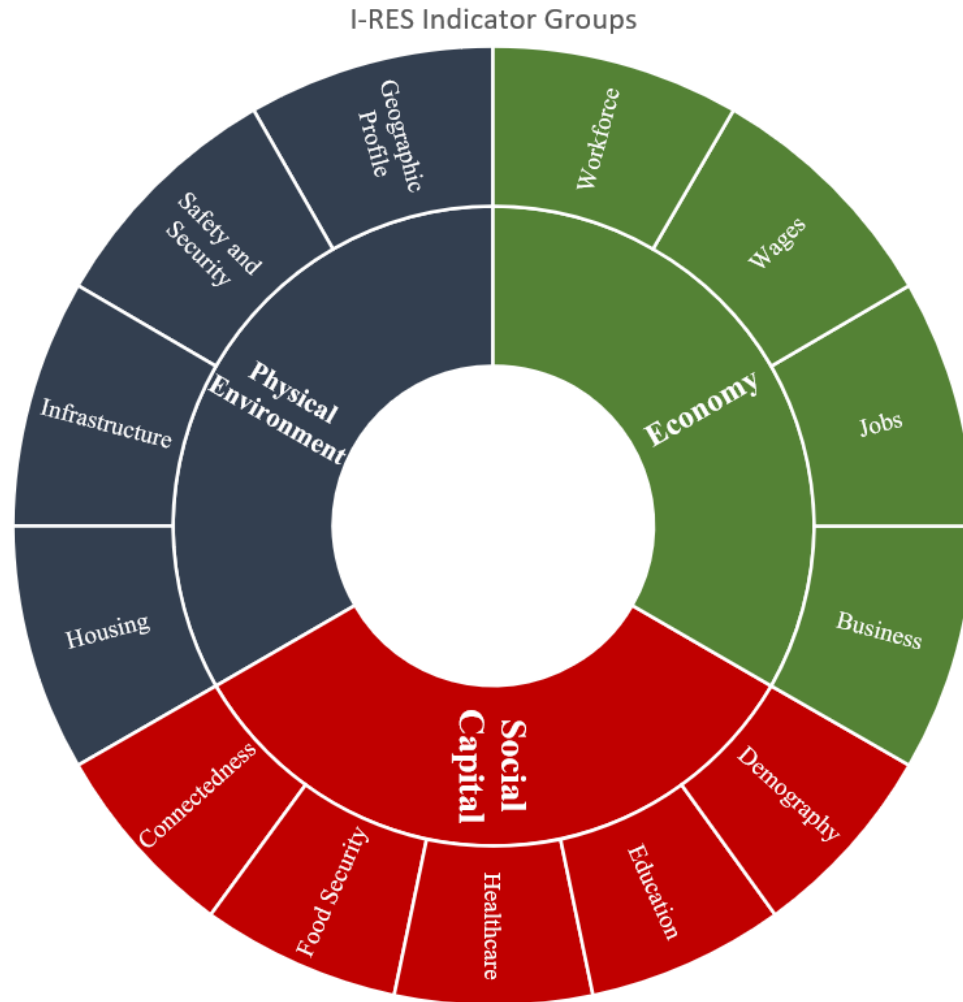 I-RES Indicator Groups
Workforce
Wages
Jobs
Business
Economy
Demography
Education
Healthcare
Food Security
Connectedness
Social
Capital
Housing
Infrastructure
Safety and
Security
Geographic
Profile
Physical
Environment